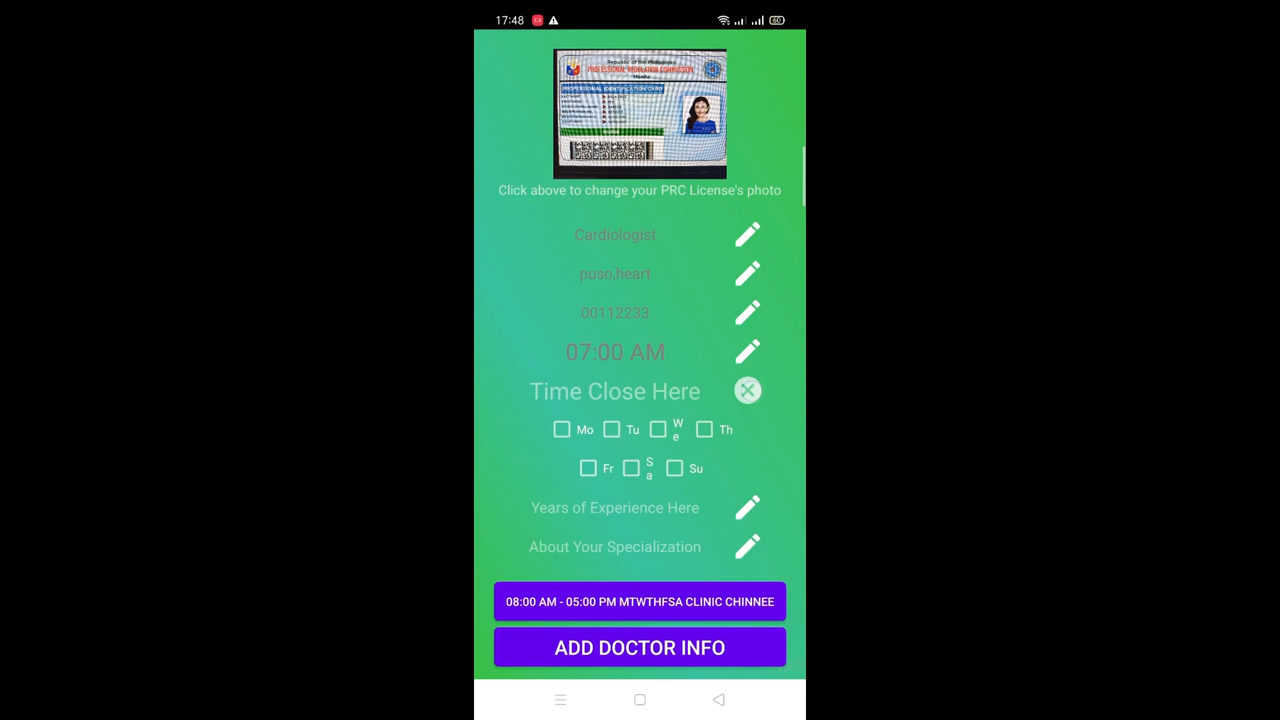 17:48
60
Republic of the Philippines
PROFESSIONAL REGULATION COMMISSION
Manila
PROFESSIONAL IDENTIFICATION CARD
NURSE
Click above to change your PRC License's photo
Cardiologist
puso,heart
00112233
07:00 AM
Time Close Here
Mo Tu We Th
Fr Sa Su
Years of Experience Here
About Your Specialization
08:00 AM - 05:00 PM MTWTHFSA CLINIC CHINNEE
ADD DOCTOR INFO